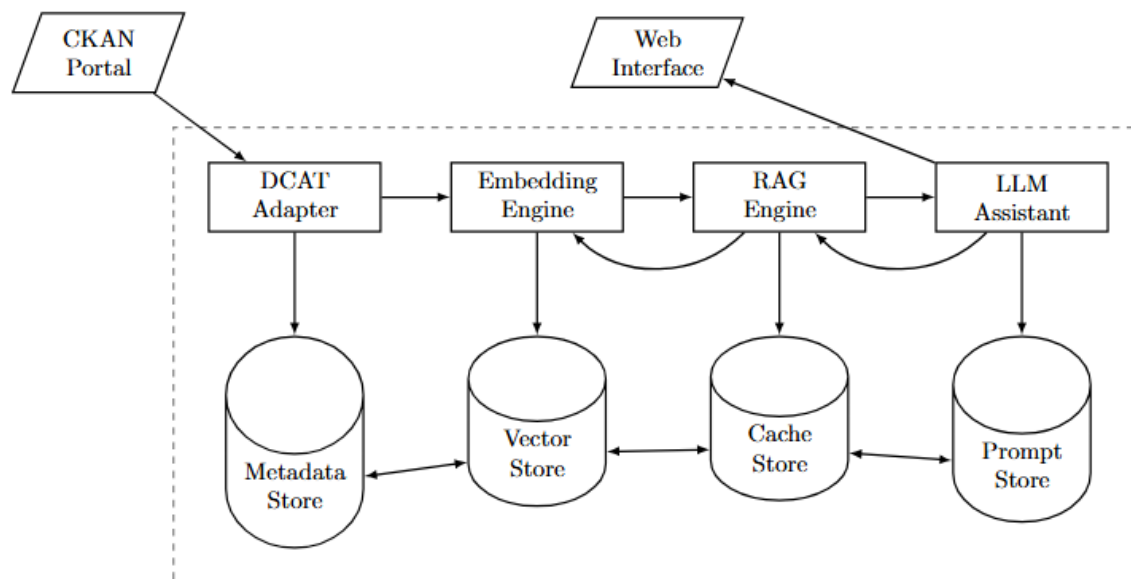 CKAN
Portal
Web
Interface
DCAT
Adapter
Embedding
Engine
RAG
Engine
LLM
Assistant
Metadata
Store
Vector
Store
Cache
Store
Prompt
Store